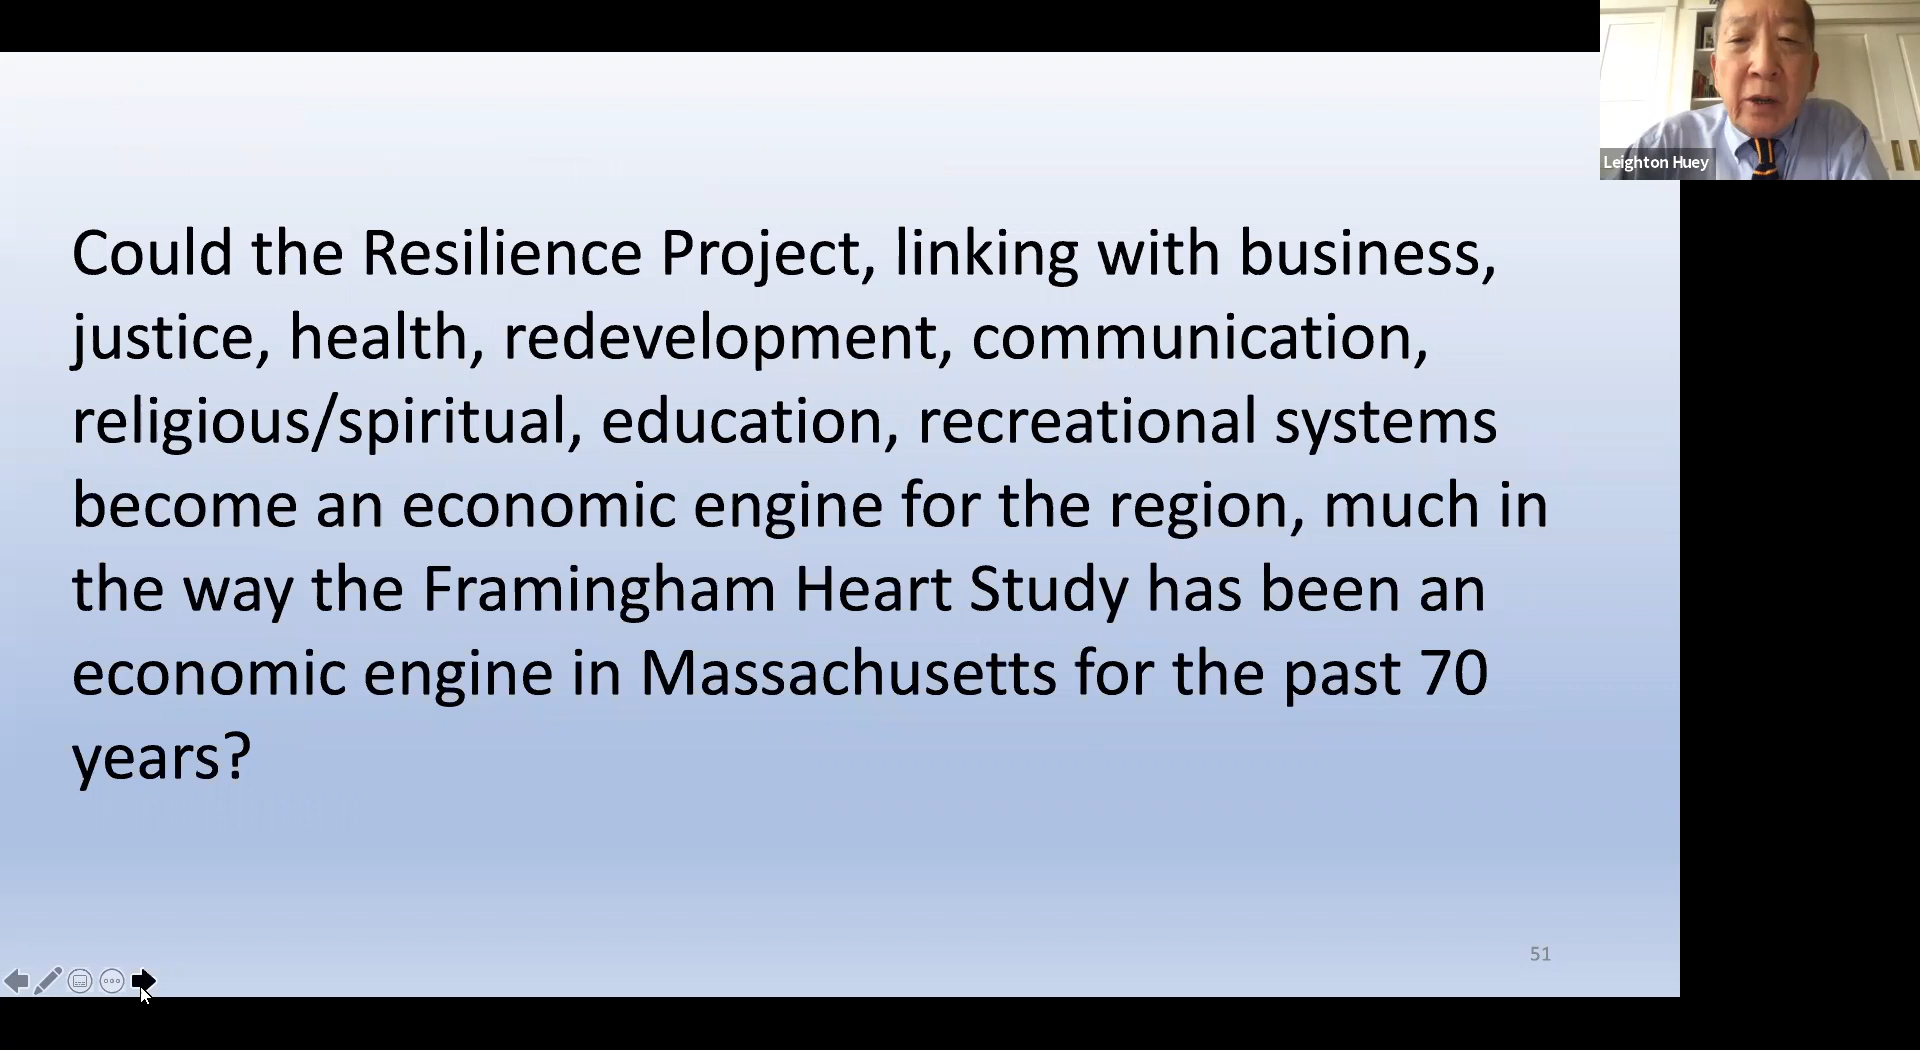 Leighton Huey
Could the Resilience Project, linking with business,
justice, health, redevelopment, communication,
religious/spiritual, education, recreational systems
become an economic engine for the region, much in
the way the Framingham Heart Study has been an
economic engine in Massachusetts for the past 70
years?
51